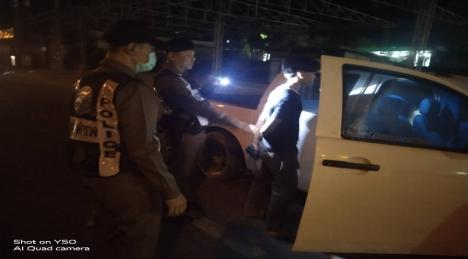 POLICE
Shot on Y50
AI Quad camera